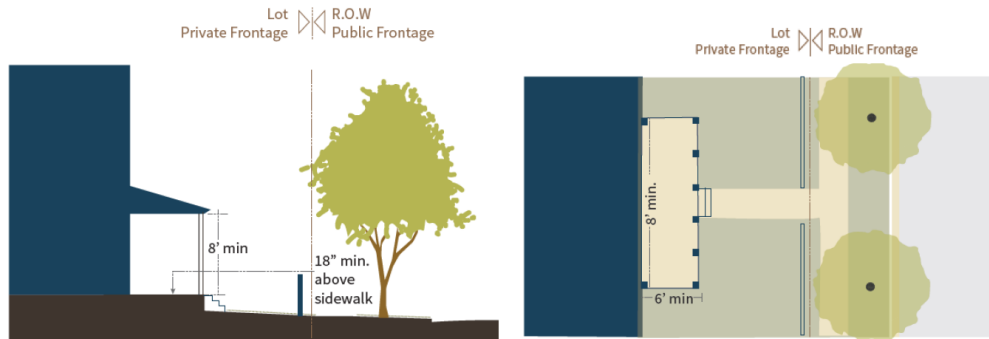 Lot
Private Frontage
R.O.W
Public Frontage
8' min
18" min.
above
sidewalk
Lot
Private Frontage
R.O.W
Public Frontage
8' min.
6' min